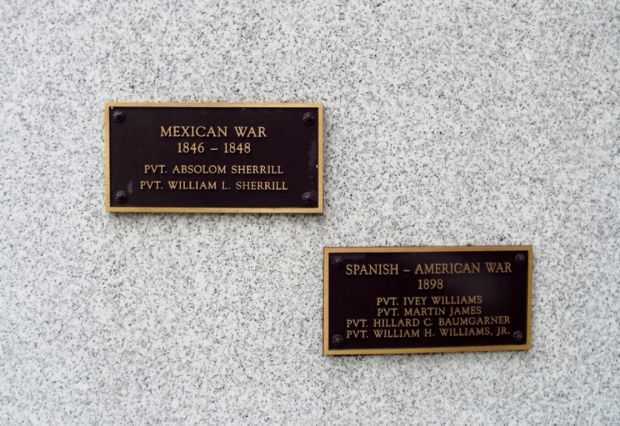 MEXICAN WAR
1846 – 1848
PVT. ABSOLOM SHERRILL
PVT. WILLIAM L. SHERRILL
SPANISH – AMERICAN WAR
1898
PVT. IVEY WILLIAMS
PVT. MARTIN JAMES
PVT. HILLARD C. BAUMGARNER
PVT. WILLIAM H. WILLIAMS, JR.